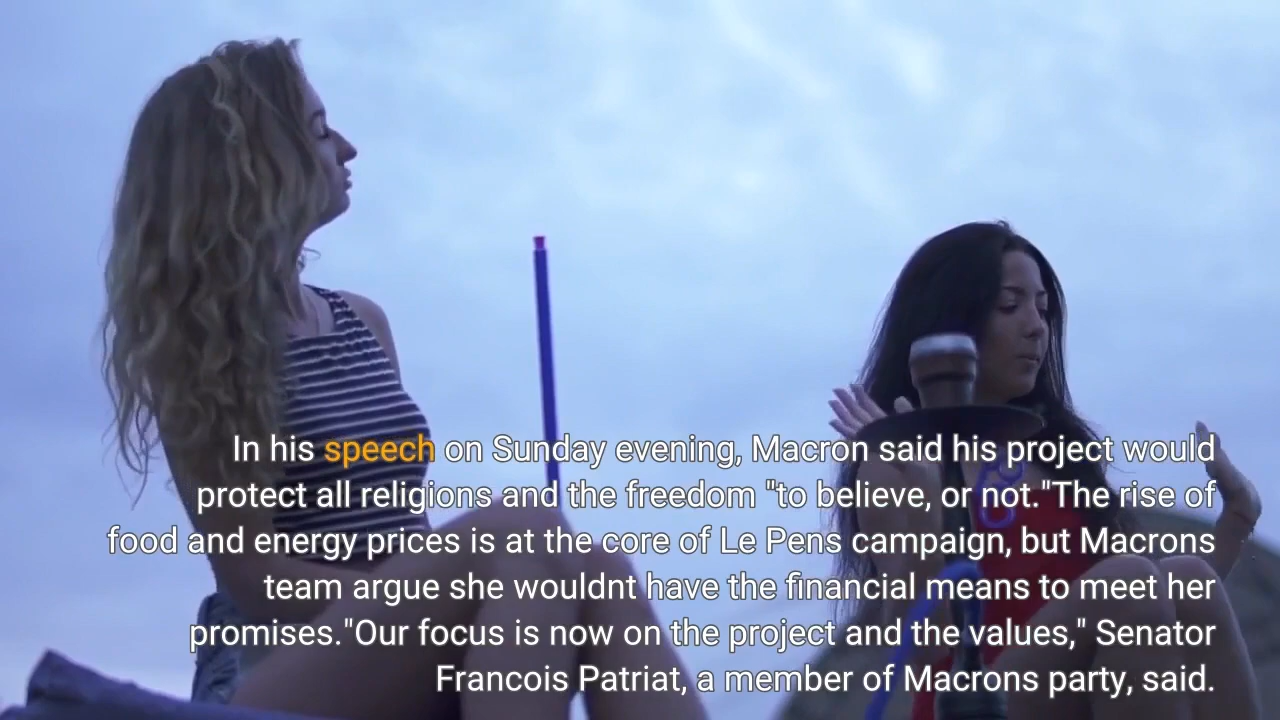 In his speech on Sunday evening, Macron said his project would
protect all religions and the freedom "to believe, or not."The rise of
food and energy prices is at the core of Le Pens campaign, but Macrons
team argue she wouldnt have the financial means to meet her
promises."Our focus is now on the project and the values," Senator
Francois Patriat, a member of Macrons party, said.